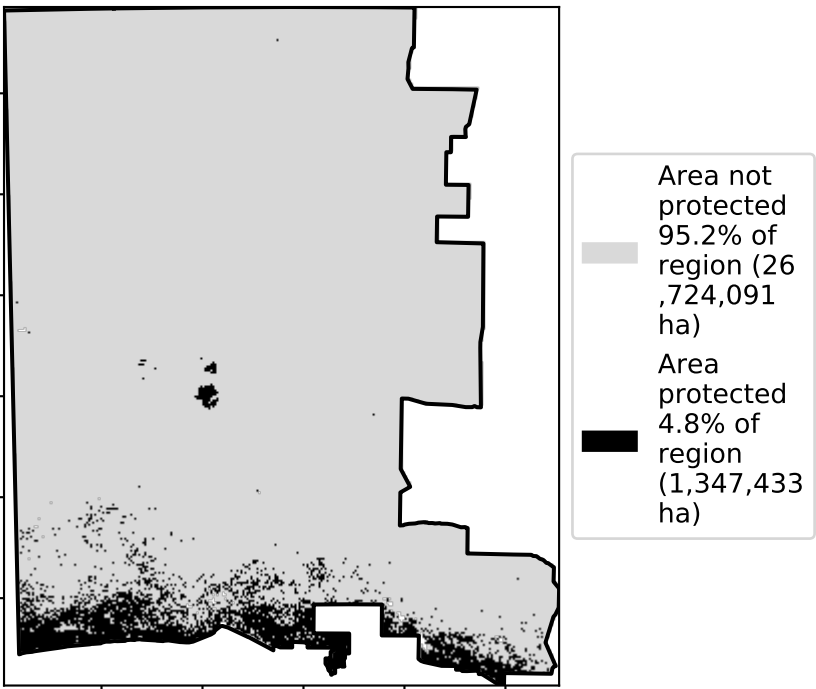 Area not
protected
95.2% of
region (26
,724,091
ha)
Area
protected
4.8% of
region
(1,347,433
ha)